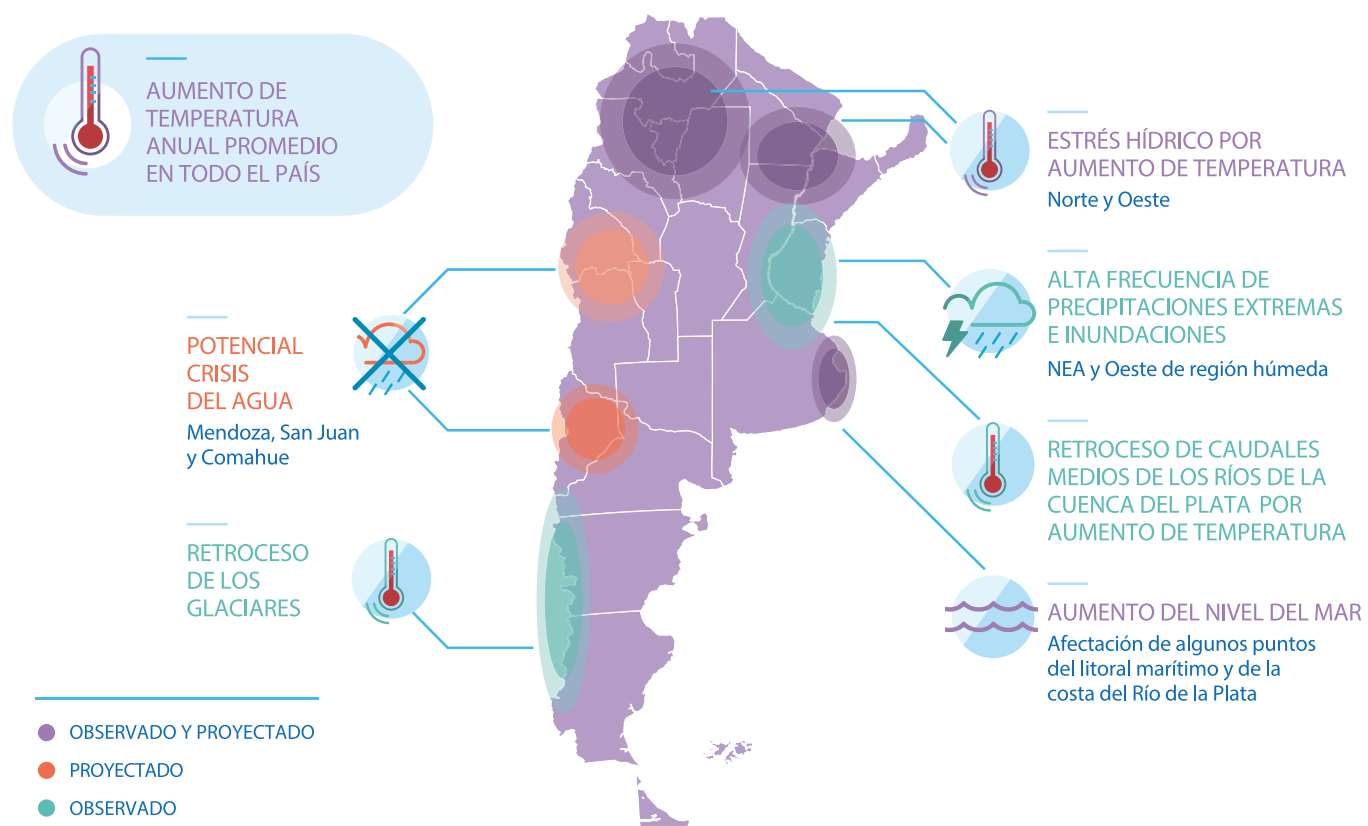 AUMENTO DE
TEMPERATURA
ANUAL PROMEDIO
EN TODO EL PAÍS
POTENCIAL
CRISIS
DEL AGUA
Mendoza, San Juan
y Comahue
RETROCESO
DE LOS
GLACIARES
OBSERVADO Y PROYECTADO
PROYECTADO
OBSERVADO
ESTRÉS HÍDRICO POR
AUMENTO DE TEMPERATURA
Norte y Oeste
ALTA FRECUENCIA DE
PRECIPITACIONES EXTREMAS
E INUNDACIONES
NEA y Oeste de región húmeda
RETROCESO DE CAUDALES
MEDIOS DE LOS RÍOS DE LA
CUENCA DEL PLATA POR
AUMENTO DE TEMPERATURA
AUMENTO DEL NIVEL DEL MAR
Afectación de algunos puntos
del litoral marítimo y de la
costa del Río de la Plata